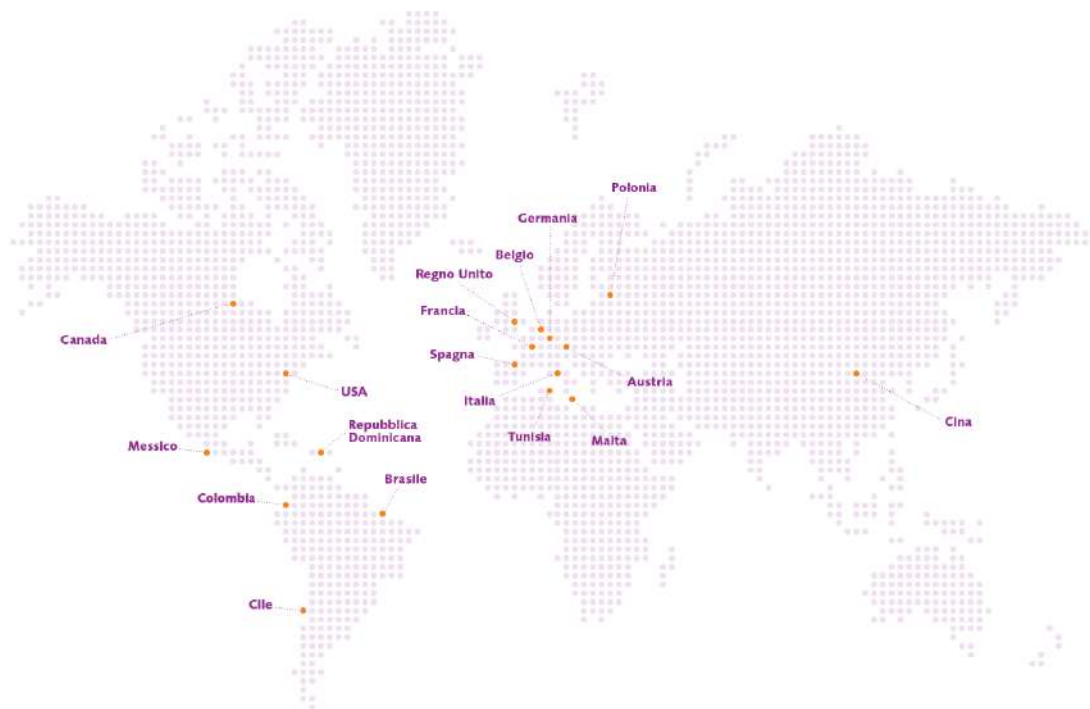 Polonia
Germania
Belgio
Regno Unito
Francia
Canada
Spagna
Austria
USA
Italia
Cina
Repubblica
Dominicana
Tunisia
Malta
Messico
Brasile
Colombia
Cile